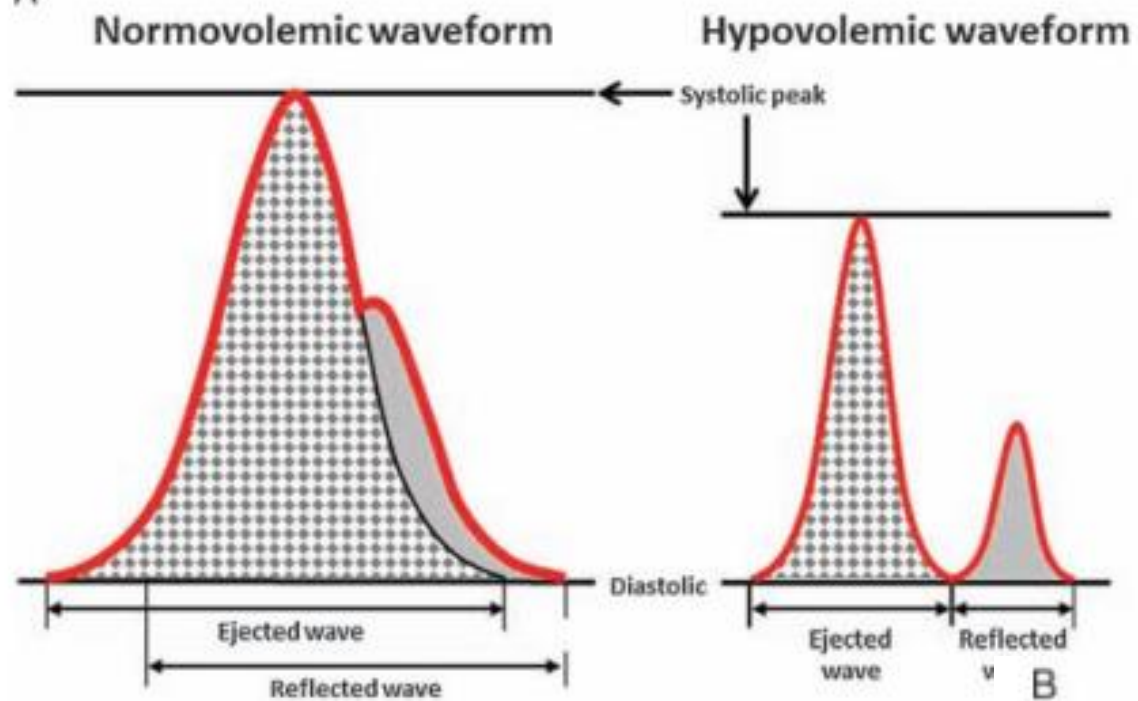 Normovolemic waveform
Hypovolemic waveform
Systolic peak
Diastolic
Ejected wave
Reflected wave
Ejected
wave
Reflected
B